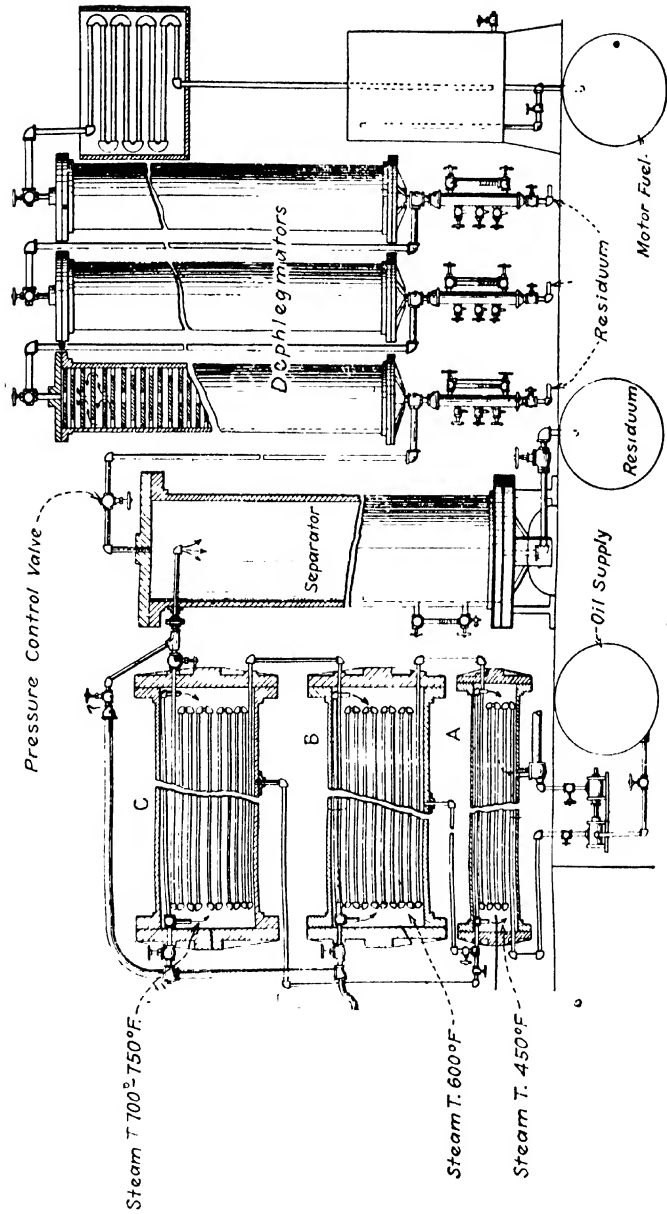 Pressure Control Valve
Dephlegmators
Separator
C
B
A
Oil Supply
Residuum
Residuum
Motor Fuel
Steam T 700°-750°F.
Steam T. 600°F
Steam T. 450°F